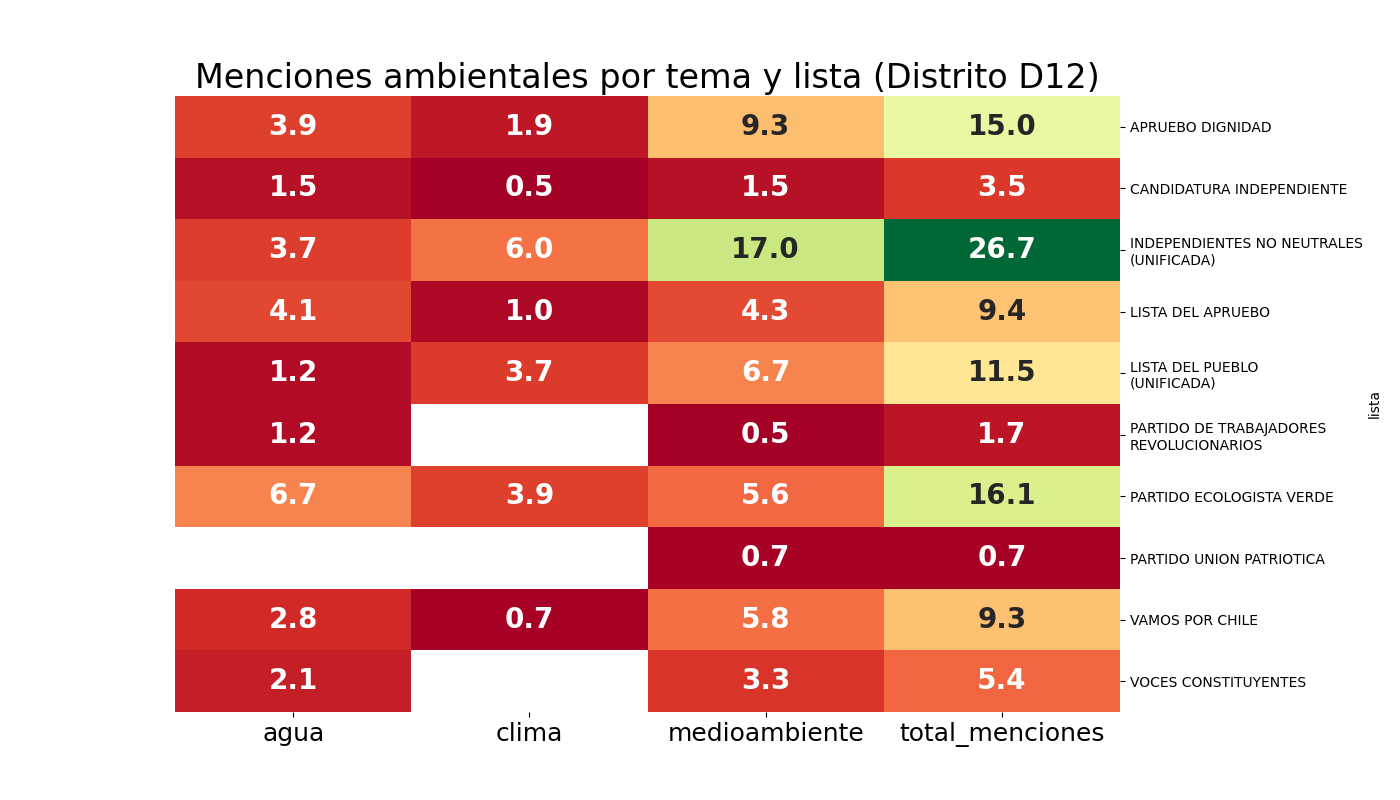 Menciones ambientales por tema y lista (Distrito D12)
3.9 1.9 9.3 15.0 APRUEBO DIGNIDAD
1.5 0.5 1.5 3.5 CANDIDATURA INDEPENDIENTE
3.7 6.0 17.0 26.7 INDEPENDIENTES NO NEUTRALES
(UNIFICADA)
4.1 1.0 4.3 9.4 LISTA DEL APRUEBO
1.2 3.7 6.7 11.5 LISTA DEL PUEBLO
(UNIFICADA)
1.2 0.5 1.7 PARTIDO DE TRABAJADORES
REVOLUCIONARIOS
6.7 3.9 5.6 16.1 PARTIDO ECOLOGISTA VERDE
0.7 0.7 PARTIDO UNION PATRIOTICA
2.8 0.7 5.8 9.3 VAMOS POR CHILE
2.1 3.3 5.4 VOCES CONSTITUYENTES
agua clima medioambiente total_menciones
lista